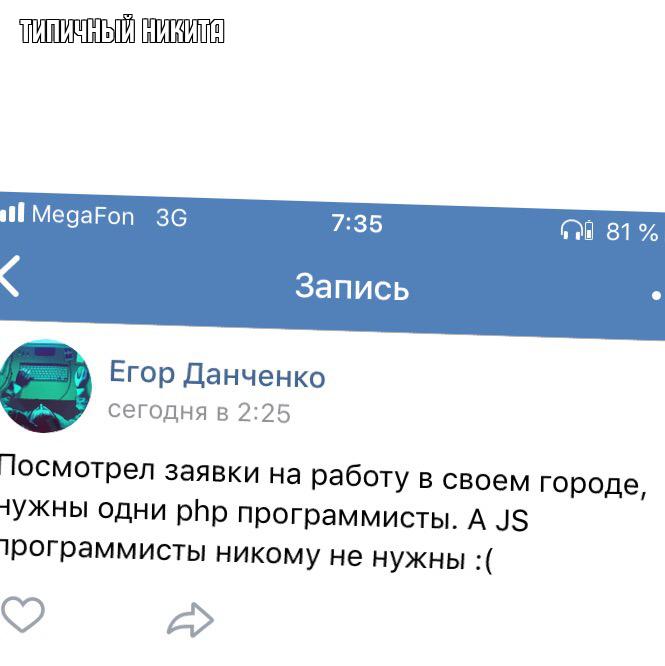 ТИПИЧНЫЙ НИКИТА
MegaFon 3G 7:35 81 %
Запись
Егор Данченко
сегодня в 2:25
Посмотрел заявки на работу в своем городе,
нужны одни php программисты. А JS
программисты никому не нужны :(